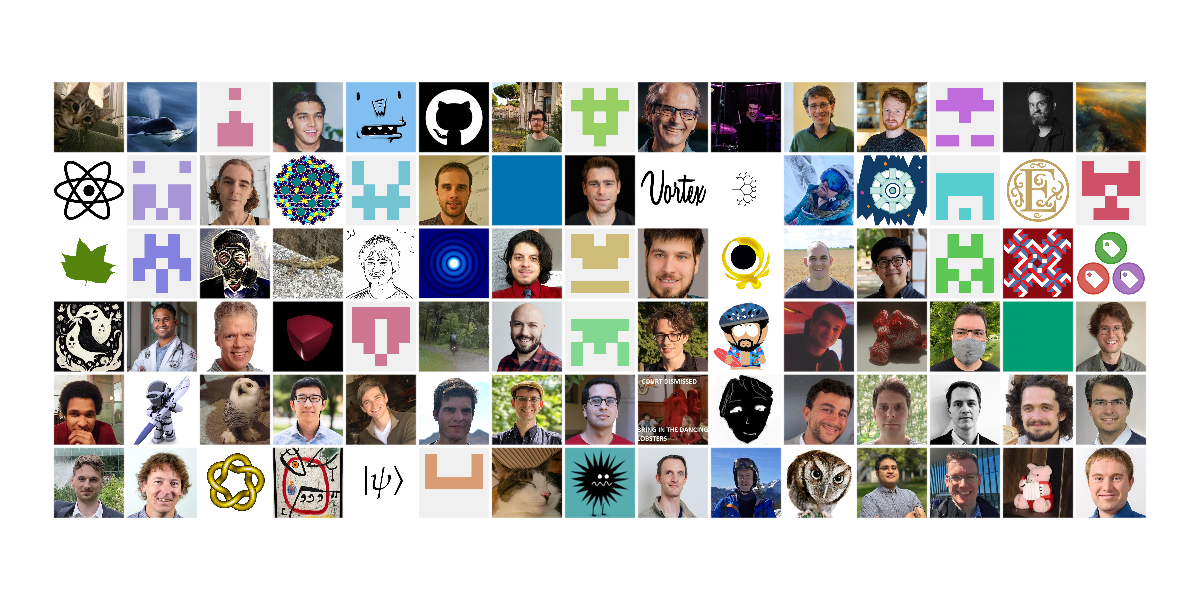 Vortex
E
COURT DISMISSED
BRING IN THE DANCING
LOBSTERS
|ψ⟩